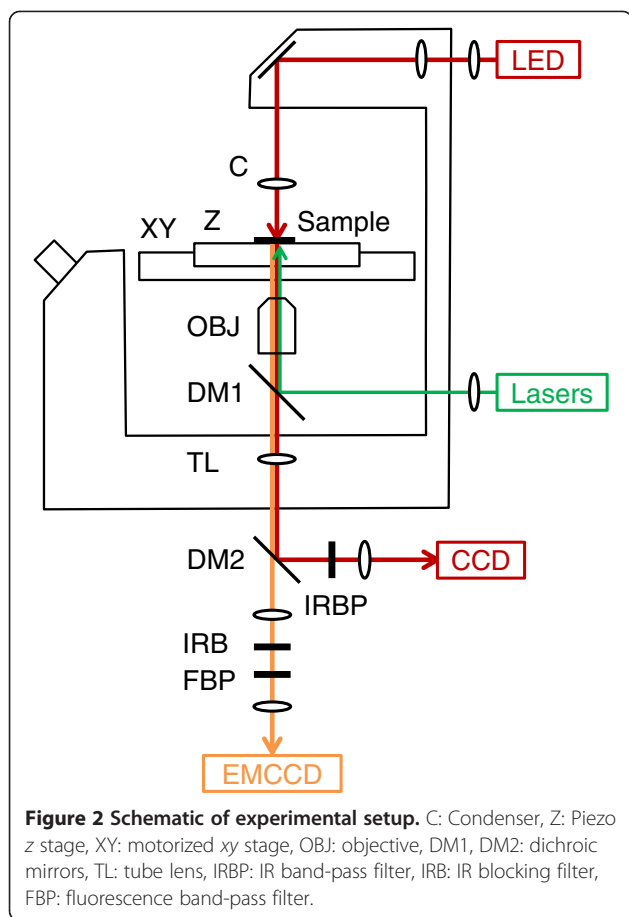 LED
C
XY
Z
Sample
OBJ
DM1
Lasers
TL
DM2
CCD
IRBP
IRB
FBP
EMCCD
Figure 2 Schematic of experimental setup. C: Condenser, Z: Piezo
z stage, XY: motorized xy stage, OBJ: objective, DM1, DM2: dichroic
mirrors, TL: tube lens, IRBP: IR band-pass filter, IRB: IR blocking filter,
FBP: fluorescence band-pass filter.